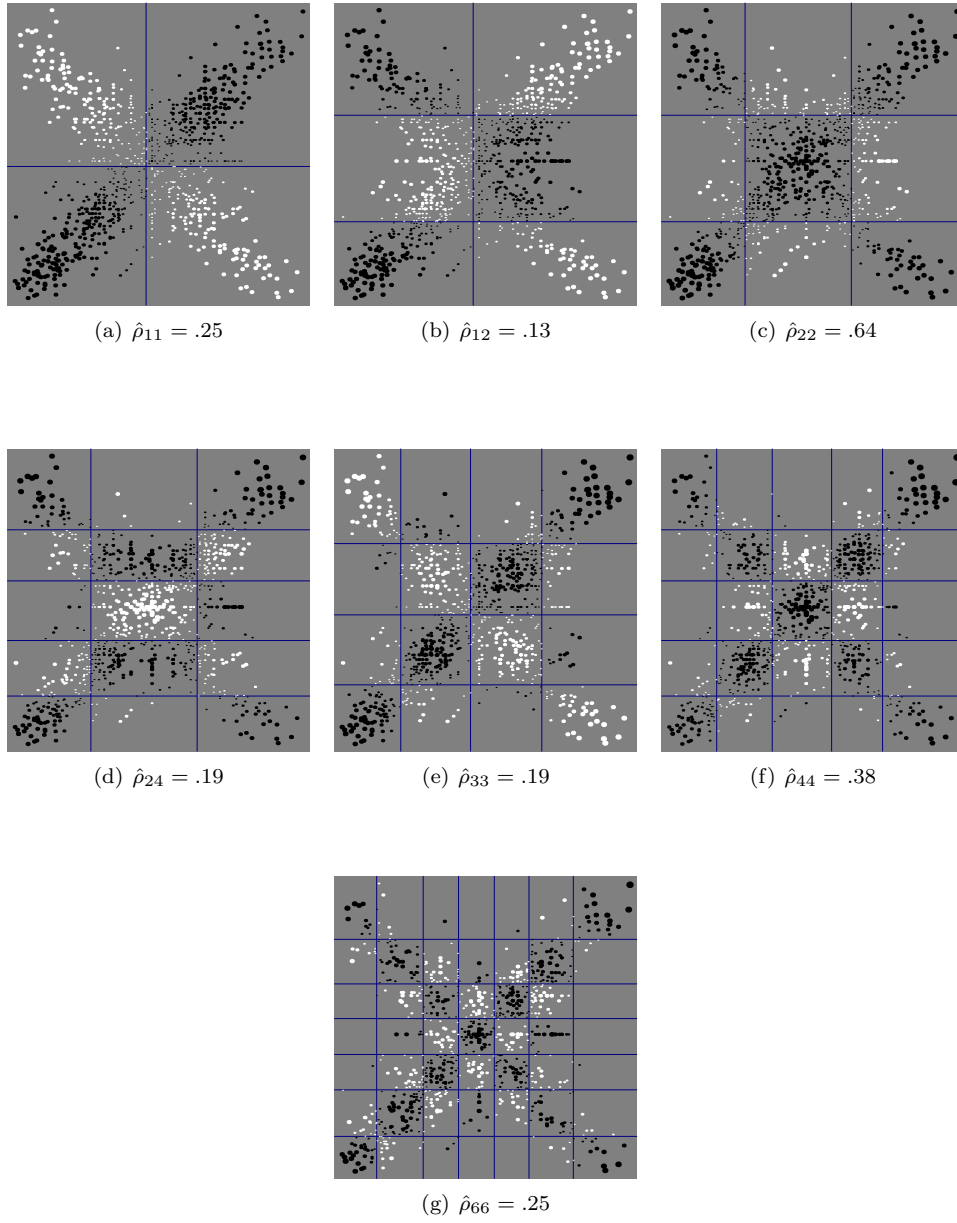 (a) ρ̂₁₁ = .25
(b) ρ̂₁₂ = .13
(c) ρ̂₂₂ = .64
(d) ρ̂₂₄ = .19
(e) ρ̂₃₃ = .19
(f) ρ̂₄₄ = .38
(g) ρ̂₆₆ = .25